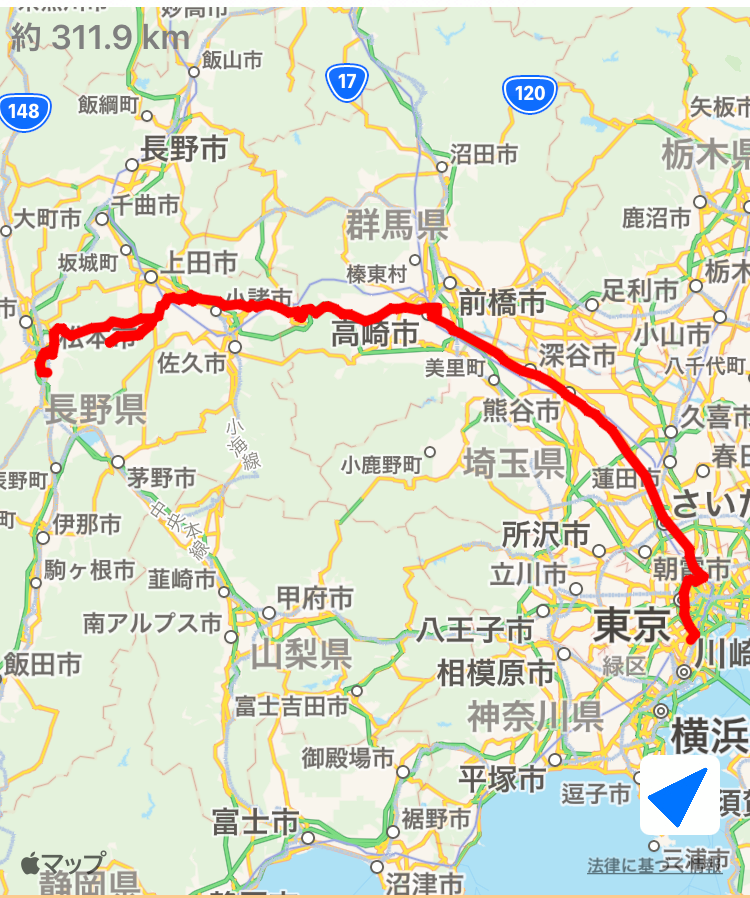 妙高市
約 311.9 km
飯山市
17
120
148
飯綱町
矢板市
長野市
沼田市
栃木県
千曲市
大町市
鹿沼市
群馬県
坂城町
上田市
榛東村
栃木
足利市
小諸市
前橋市
市
松本市
高崎市
小山市
佐久市
深谷市
美里町
八千代町
長野県
熊谷市
久喜市
小海線
小鹿野町
埼玉県
春日
茅野市
蓮田市
辰野町
さいた
中央本線
町
伊那市
所沢市
駒ヶ根市
韮崎市
立川市
朝霞市
甲府市
南アルプス市
八王子市
東京
飯田市
山梨県
川崎
緑区
相模原市
富士吉田市
神奈川県
横浜
御殿場市
平塚市
逗子市
須賀
富士市
裾野市
三浦市
マップ
法律に基づく情報
静岡県
沼津市